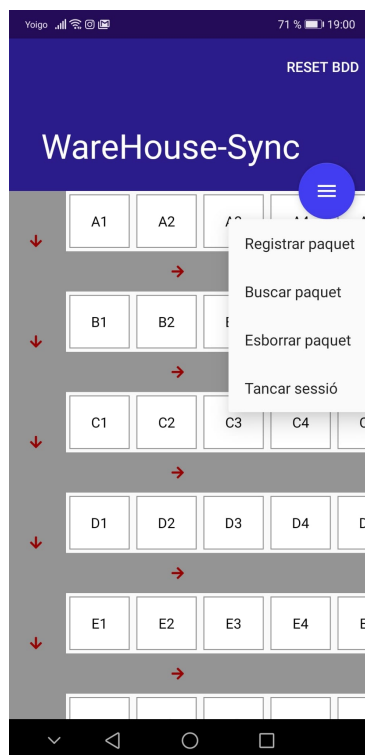 Yoigo 71 % 19:00
RESET BDD
WareHouse-Sync
A1 A2
Registrar paquet
B1 B2
Buscar paquet
Esborrar paquet
Tancar sessió
C1 C2 C3 C4
D1 D2 D3 D4
E1 E2 E3 E4